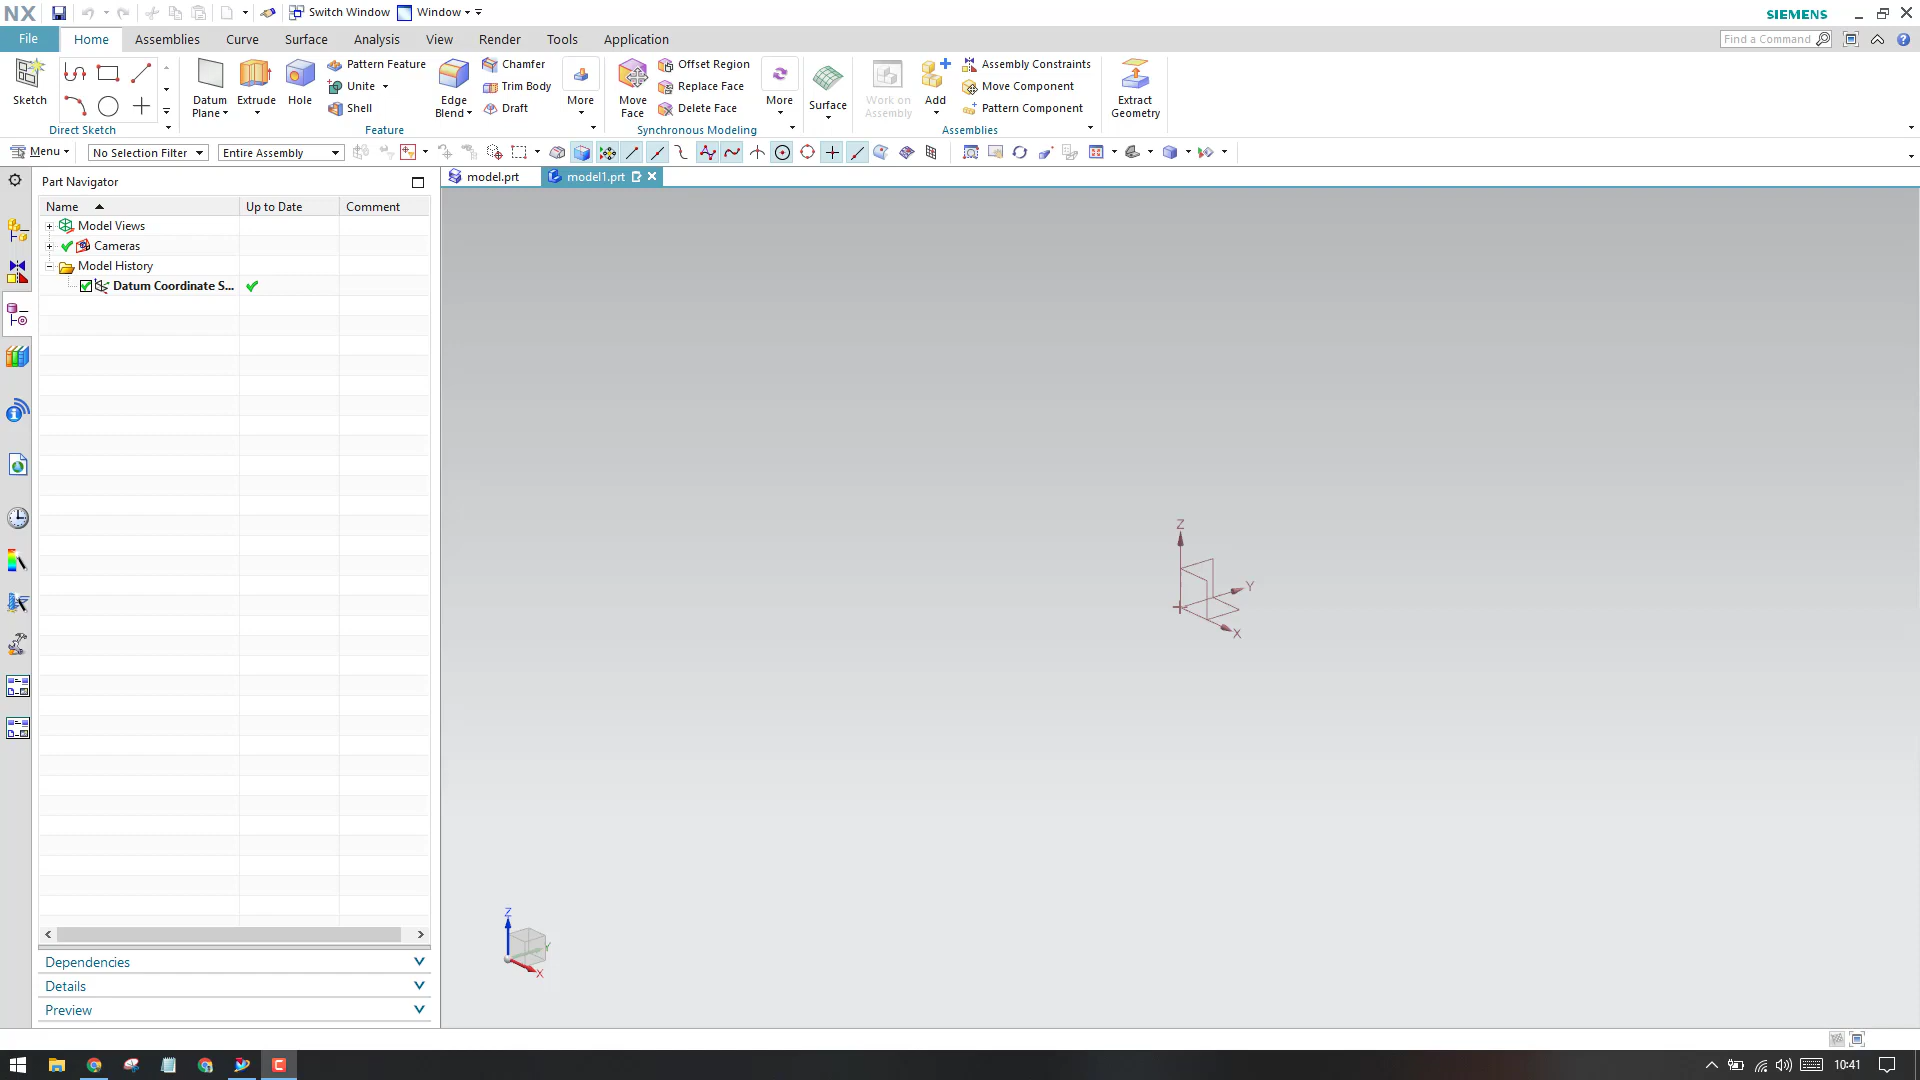 NX Switch Window Window SIEMENS
File Home Assemblies Curve Surface Analysis View Render Tools Application Find a Command
Sketch
Direct Sketch
Datum Plane
Extrude
Hole
Pattern Feature
Unite
Shell
Edge Blend
Chamfer
Trim Body
Draft
More
Feature
Move Face
Offset Region
Replace Face
Delete Face
More
Synchronous Modeling
Surface
Work on Assembly
Add
Assembly Constraints
Move Component
Pattern Component
Assemblies
Extract Geometry
Menu No Selection Filter Entire Assembly
Part Navigator
model.prt model1.prt
Name Up to Date Comment
Model Views
Cameras
Model History
Datum Coordinate S...
Z
Y
X
Z
Y
X
Dependencies
Details
Preview
10:41